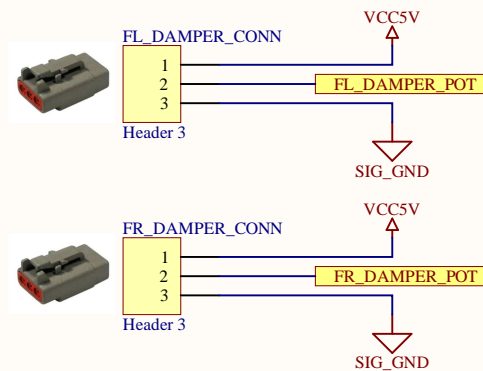 VCC5V
FL_DAMPER_CONN
1
2
3
FL_DAMPER_POT
Header 3
SIG_GND
VCC5V
FR_DAMPER_CONN
1
2
3
FR_DAMPER_POT
Header 3
SIG_GND